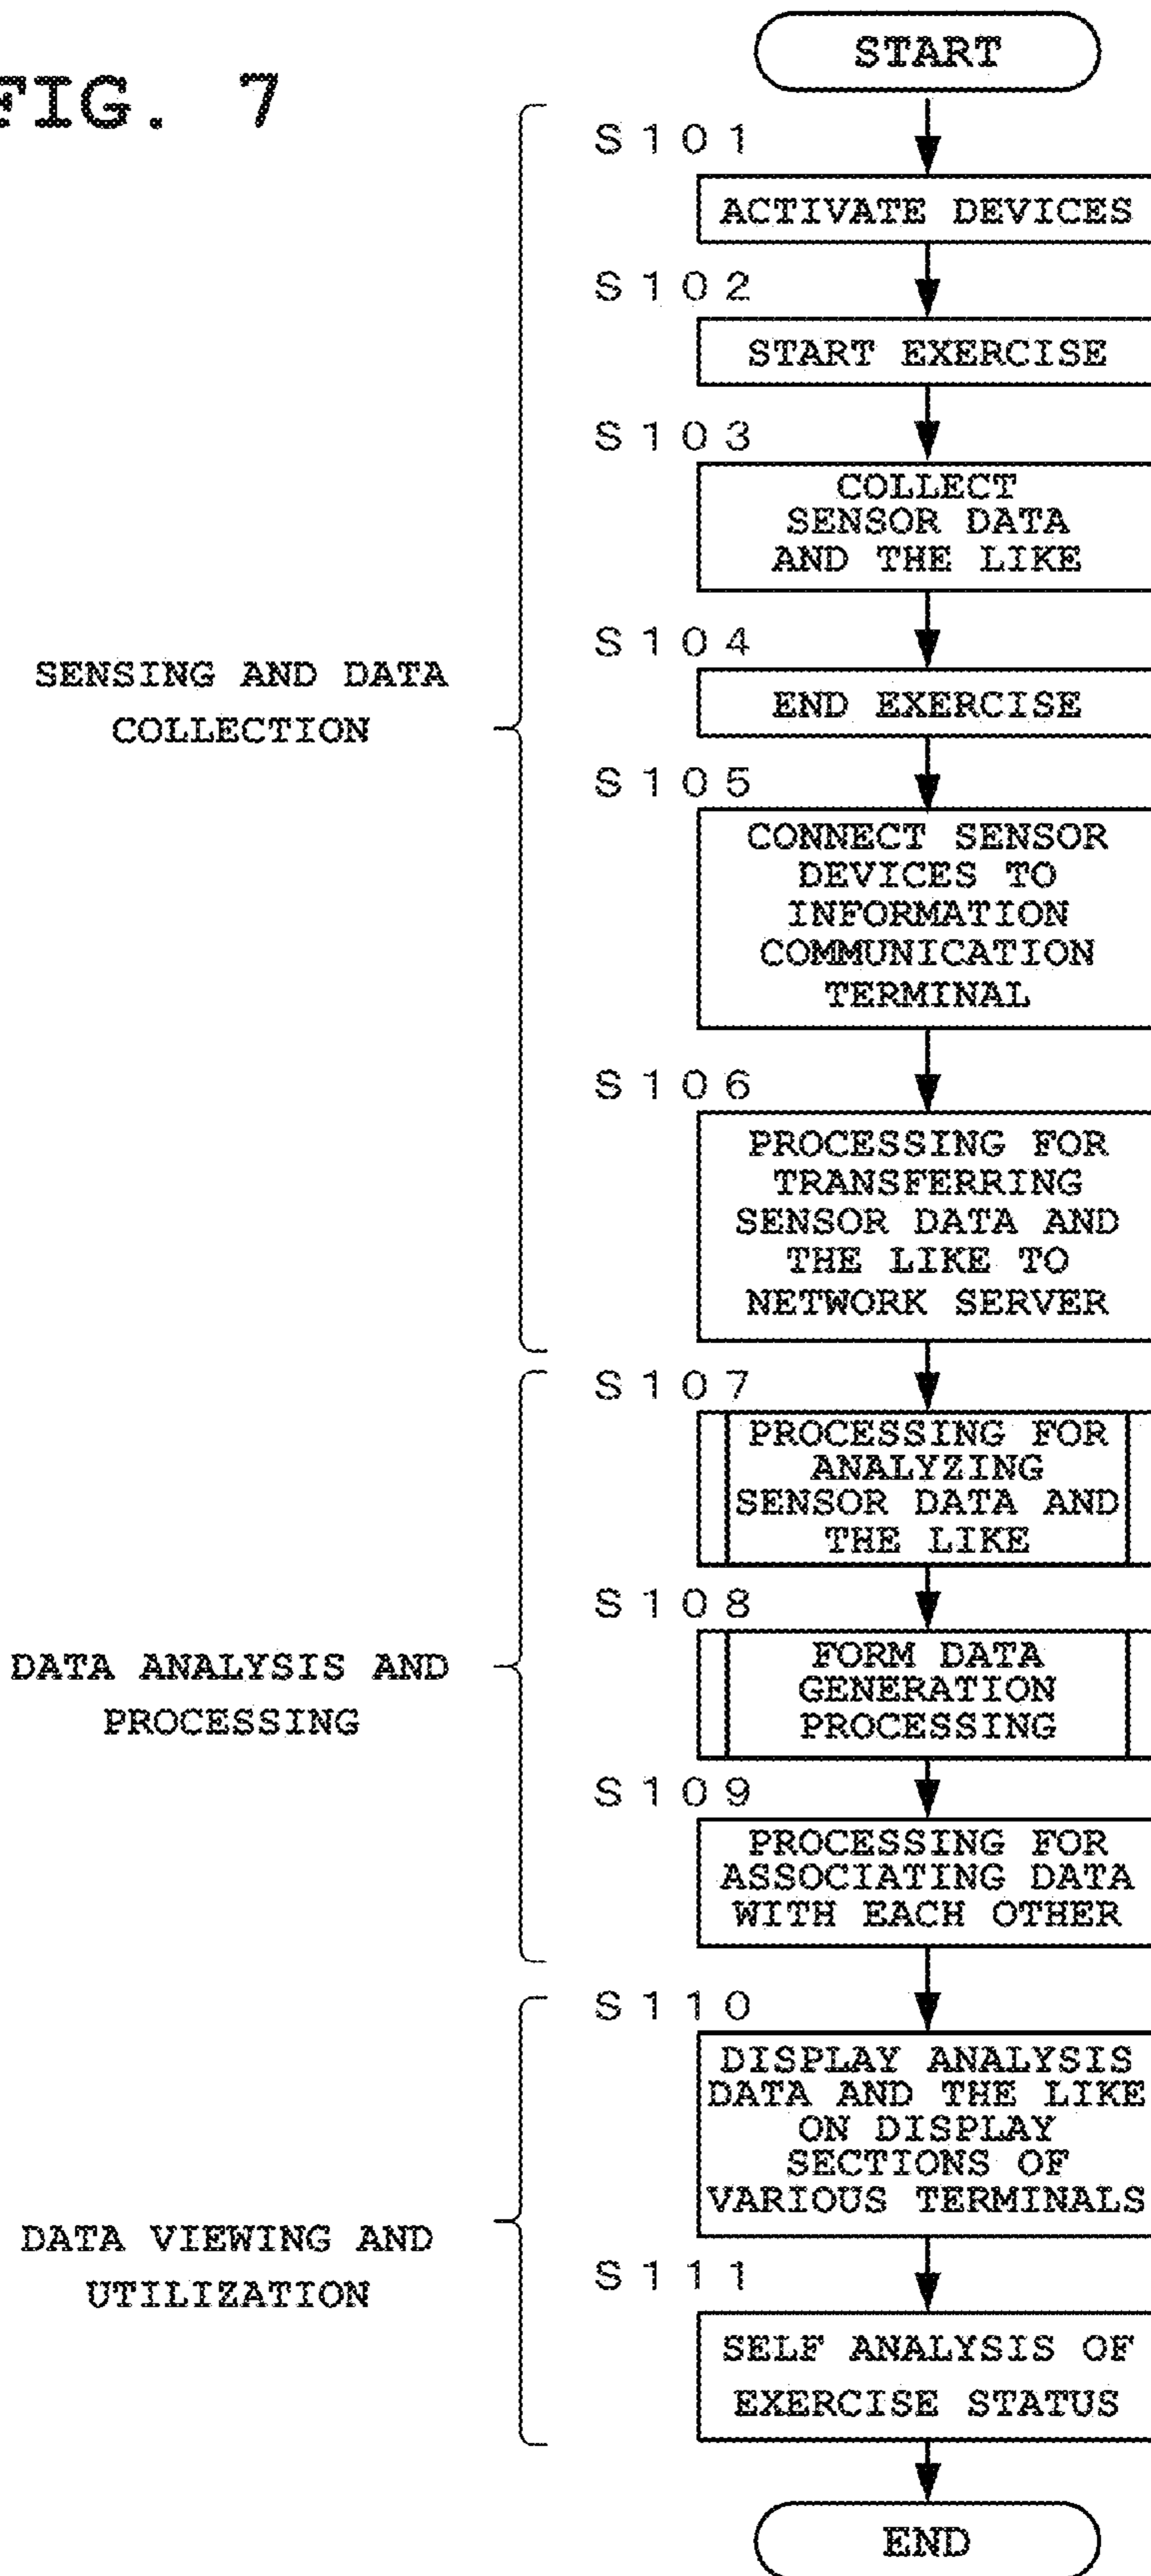 FIG. 7
START
S101
ACTIVATE DEVICES
S102
START EXERCISE
S103
COLLECT
SENSOR DATA
AND THE LIKE
SENSING AND DATA
COLLECTION
S104
END EXERCISE
S105
CONNECT SENSOR
DEVICES TO
INFORMATION
COMMUNICATION
TERMINAL
S106
PROCESSING FOR
TRANSFERRING
SENSOR DATA AND
THE LIKE TO
NETWORK SERVER
S107
PROCESSING FOR
ANALYZING
SENSOR DATA AND
THE LIKE
DATA ANALYSIS AND
PROCESSING
S108
FORM DATA
GENERATION
PROCESSING
S109
PROCESSING FOR
ASSOCIATING DATA
WITH EACH OTHER
S110
DISPLAY ANALYSIS
DATA AND THE LIKE
ON DISPLAY
SECTIONS OF
VARIOUS TERMINALS
DATA VIEWING AND
UTILIZATION
S111
SELF ANALYSIS OF
EXERCISE STATUS
END